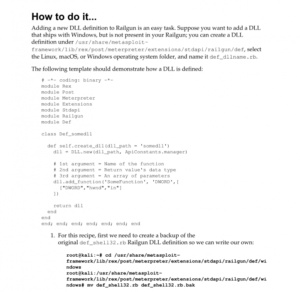 How to do it...
Adding a new DLL definition to Railgun is an easy task. Suppose you want to add a DLL
that ships with Windows, but is not present in your Railgun; you can create a DLL
definition under /usr/share/metasploit-
framework/lib/rex/post/meterpreter/extensions/stdapi/railgun/def, select
the Linux, macOS, or Windows operating system folder, and name it def_dllname.rb.
The following template should demonstrate how a DLL is defined:
# -*- coding: binary -*-
module Rex
module Post
module Meterpreter
module Extensions
module Stdapi
module Railgun
module Def
class Def_somedll
def self.create_dll(dll_path = 'somedll')
dll = DLL.new(dll_path, ApiConstants.manager)
# 1st argument = Name of the function
# 2nd argument = Return value's data type
# 3rd argument = An array of parameters
dll.add_function('SomeFunction', 'DWORD',[
["DWORD","hwnd","in"]
])
return dll
end
end
end; end; end; end; end; end; end
1. For this recipe, first we need to create a backup of the
original def_shell32.rb Railgun DLL definition so we can write our own:
root@kali:~# cd /usr/share/metasploit-
framework/lib/rex/post/meterpreter/extensions/stdapi/railgun/def/wi
ndows
root@kali:/usr/share/metasploit-
framework/lib/rex/post/meterpreter/extensions/stdapi/railgun/def/wi
ndows# mv def_shell32.rb def_shell32.rb.bak